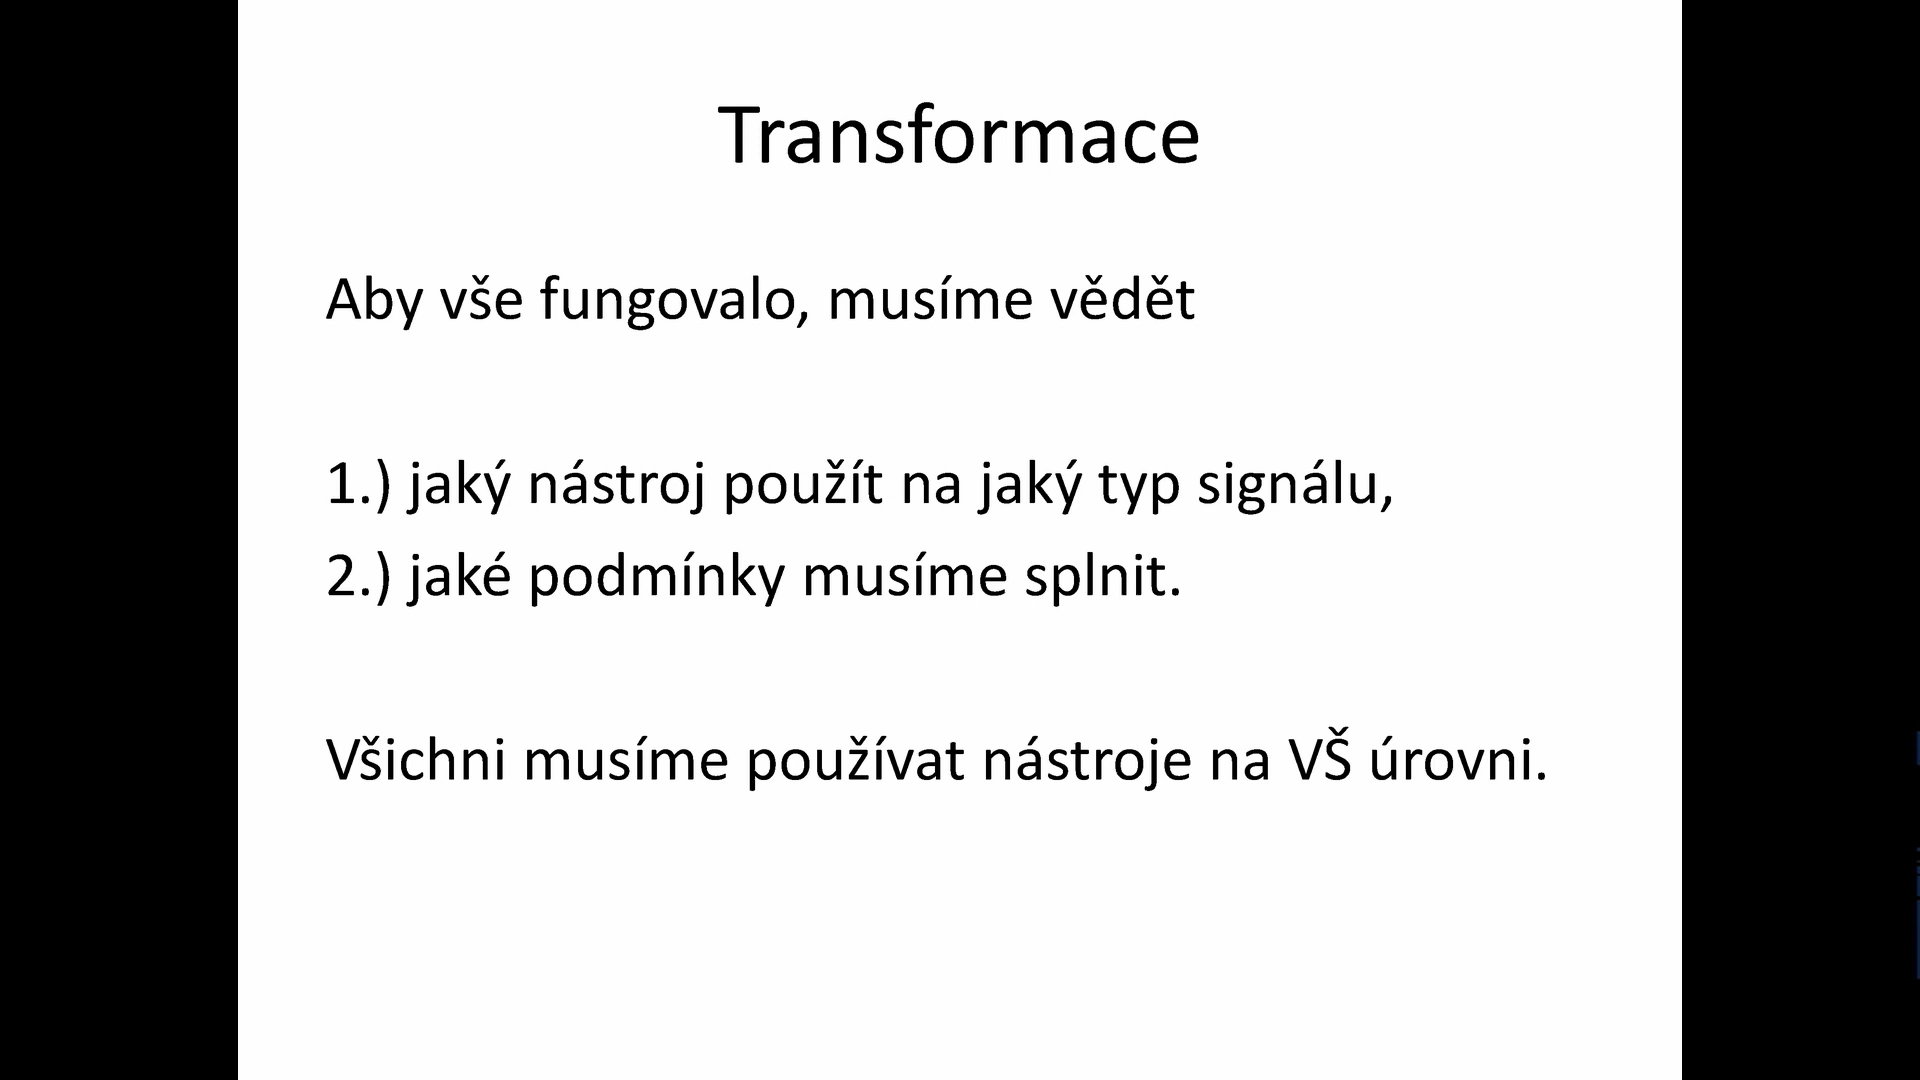 Transformace
Aby vše fungovalo, musíme vědět
1.) jaký nástroj použít na jaký typ signálu,
2.) jaké podmínky musíme splnit.
Všichni musíme používat nástroje na VŠ úrovni.